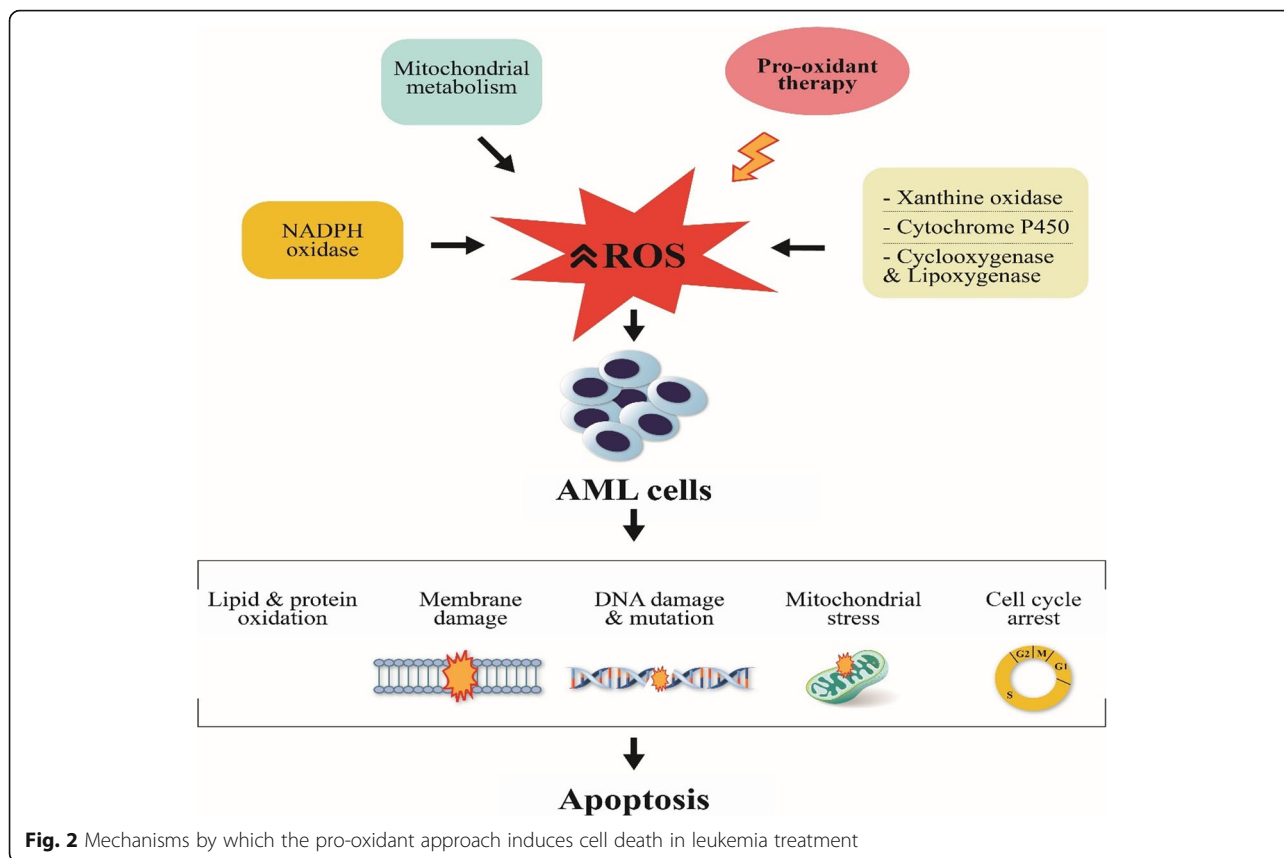 Mitochondrial
metabolism
Pro-oxidant
therapy
NADPH
oxidase
ROS
- Xanthine oxidase
- Cytochrome P450
- Cyclooxygenase
& Lipoxygenase
AML cells
Lipid & protein
oxidation
Membrane
damage
DNA damage
& mutation
Mitochondrial
stress
Cell cycle
arrest
G2 M
G1
S
Apoptosis
Fig. 2 Mechanisms by which the pro-oxidant approach induces cell death in leukemia treatment